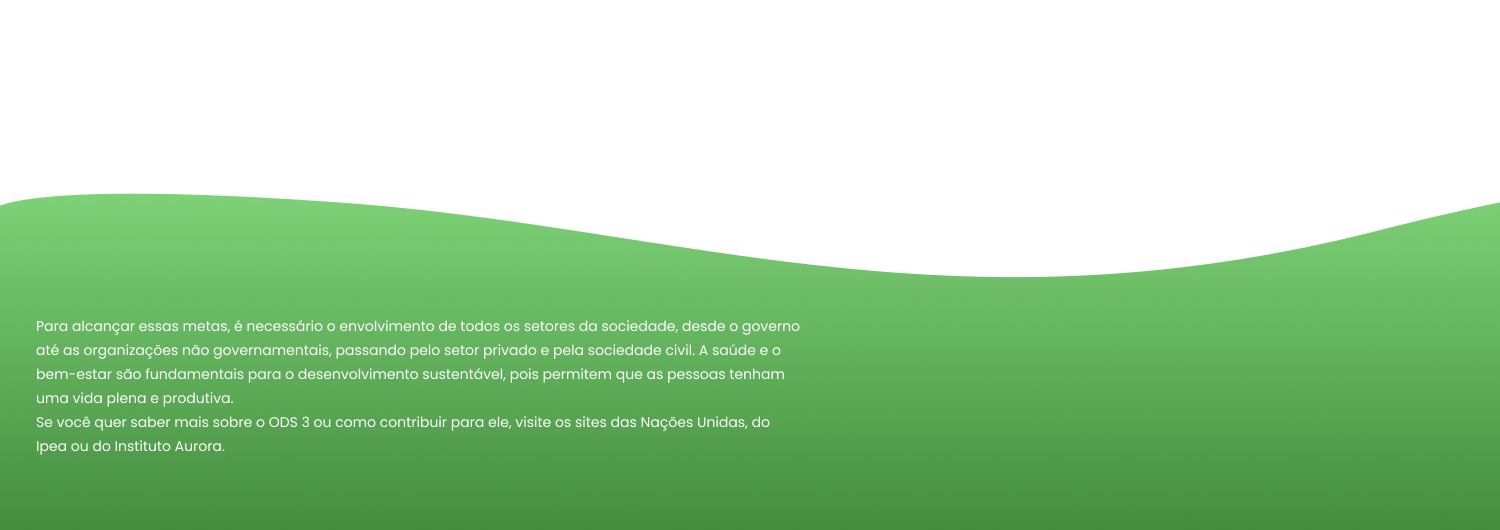 Para alcançar essas metas, é necessário o envolvimento de todos os setores da sociedade, desde o governo
até as organizações não governamentais, passando pelo setor privado e pela sociedade civil. A saúde e o
bem-estar são fundamentais para o desenvolvimento sustentável, pois permitem que as pessoas tenham
uma vida plena e produtiva.
Se você quer saber mais sobre o ODS 3 ou como contribuir para ele, visite os sites das Nações Unidas, do
Ipea ou do Instituto Aurora.